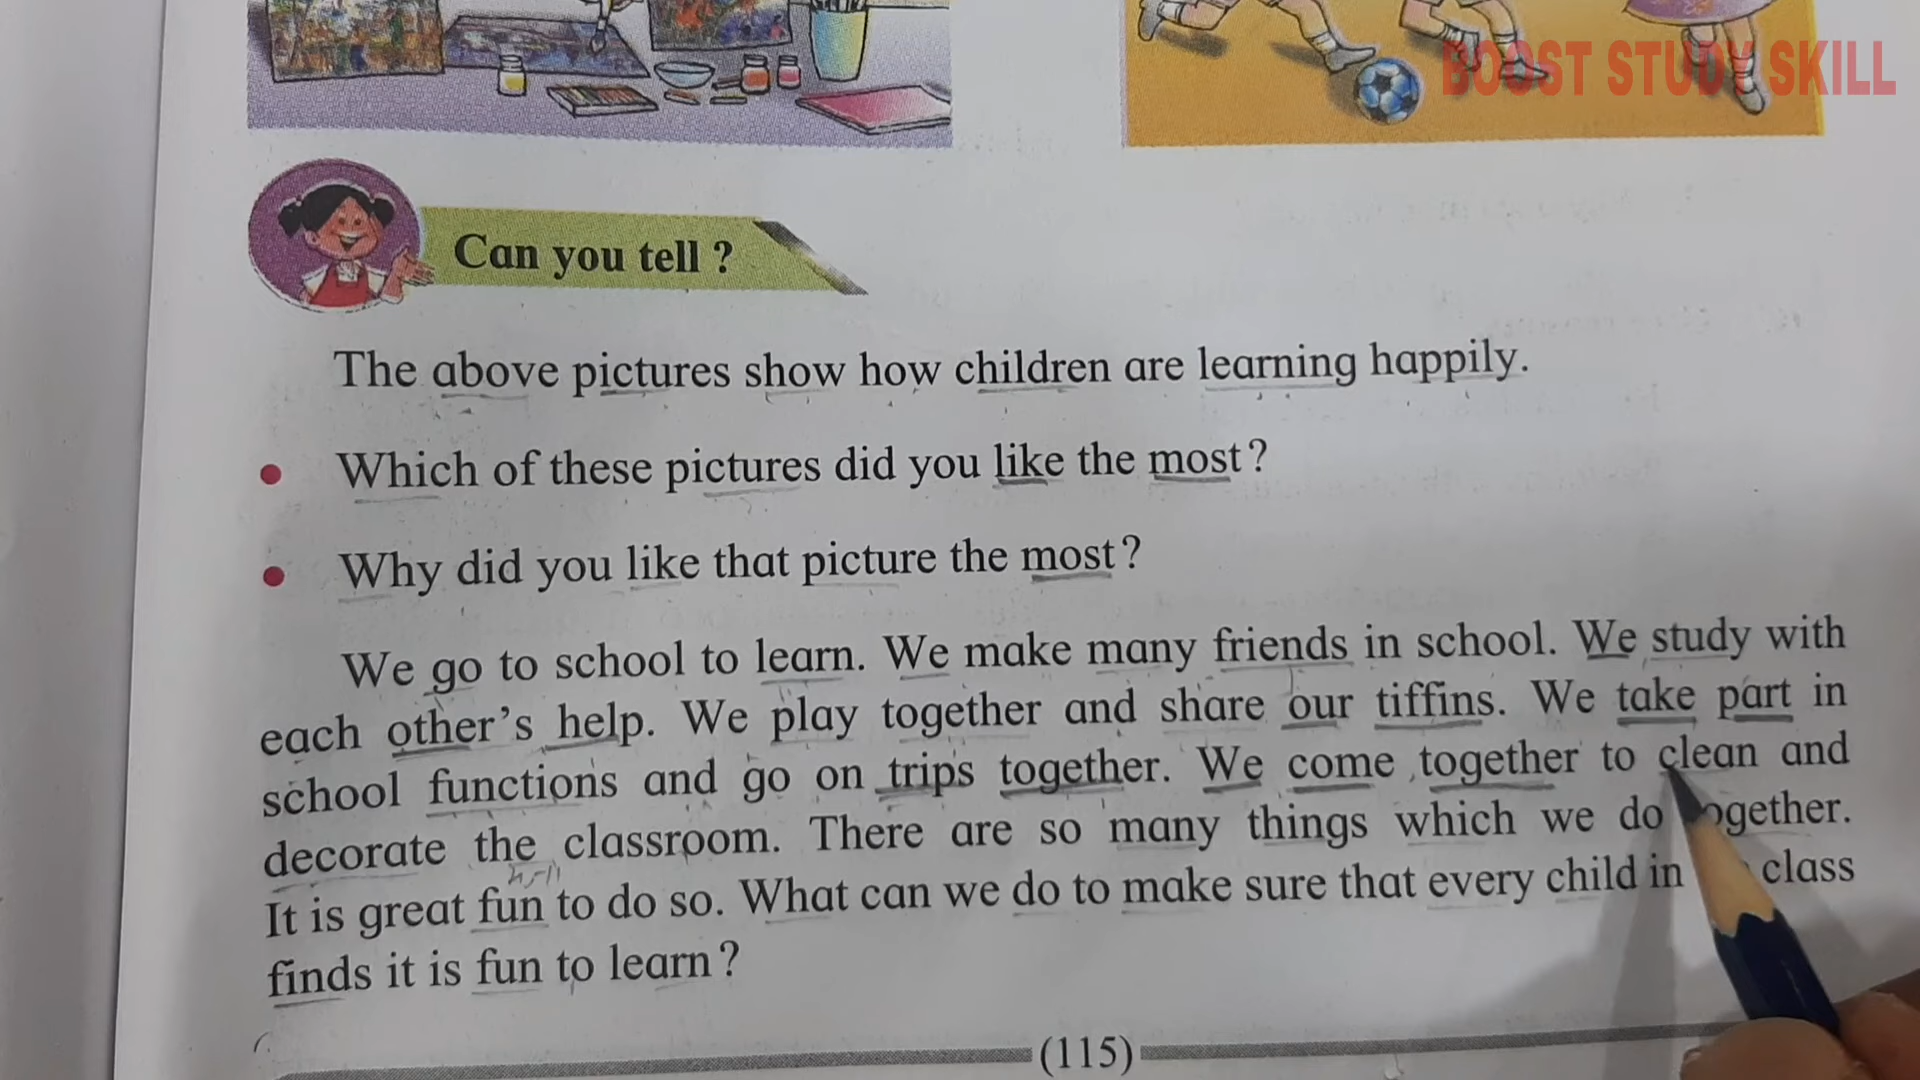 BOOST STUDY SKILL
Can you tell ?
The above pictures show how children are learning happily.
Which of these pictures did you like the most?
Why did you like that picture the most?
We go to school to learn. We make many friends in school. We study with
each other's help. We play together and share our tiffins. We take part in
school functions and go on trips together. We come together to clean and
decorate the classroom. There are so many things which we do together.
It is great fun to do so. What can we do to make sure that every child in class
finds it is fun to learn?
(115)